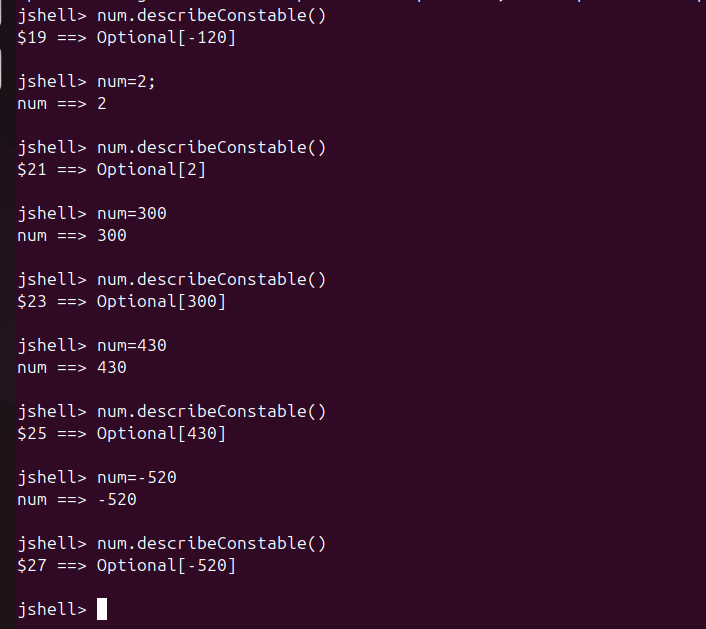 jshell> num.describeConstable()
$19 ==> Optional[-120]
jshell> num=2;
num ==> 2
jshell> num.describeConstable()
$21 ==> Optional[2]
jshell> num=300
num ==> 300
jshell> num.describeConstable()
$23 ==> Optional[300]
jshell> num=430
num ==> 430
jshell> num.describeConstable()
$25 ==> Optional[430]
jshell> num=-520
num ==> -520
jshell> num.describeConstable()
$27 ==> Optional[-520]
jshell>